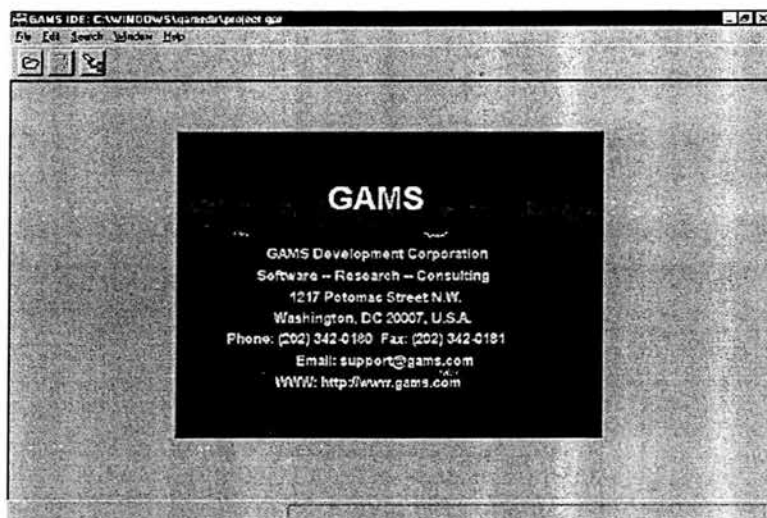 GAMS IDE: C:\WINDOWS\gamsdir\project.gpr
File Edit Search Window Help
GAMS
GAMS Development Corporation
Software -- Research -- Consulting
1217 Potomac Street N.W.
Washington, DC 20007, U.S.A.
Phone: (202) 342-0180 Fax: (202) 342-0181
Email: support@gams.com
WWW: http://www.gams.com